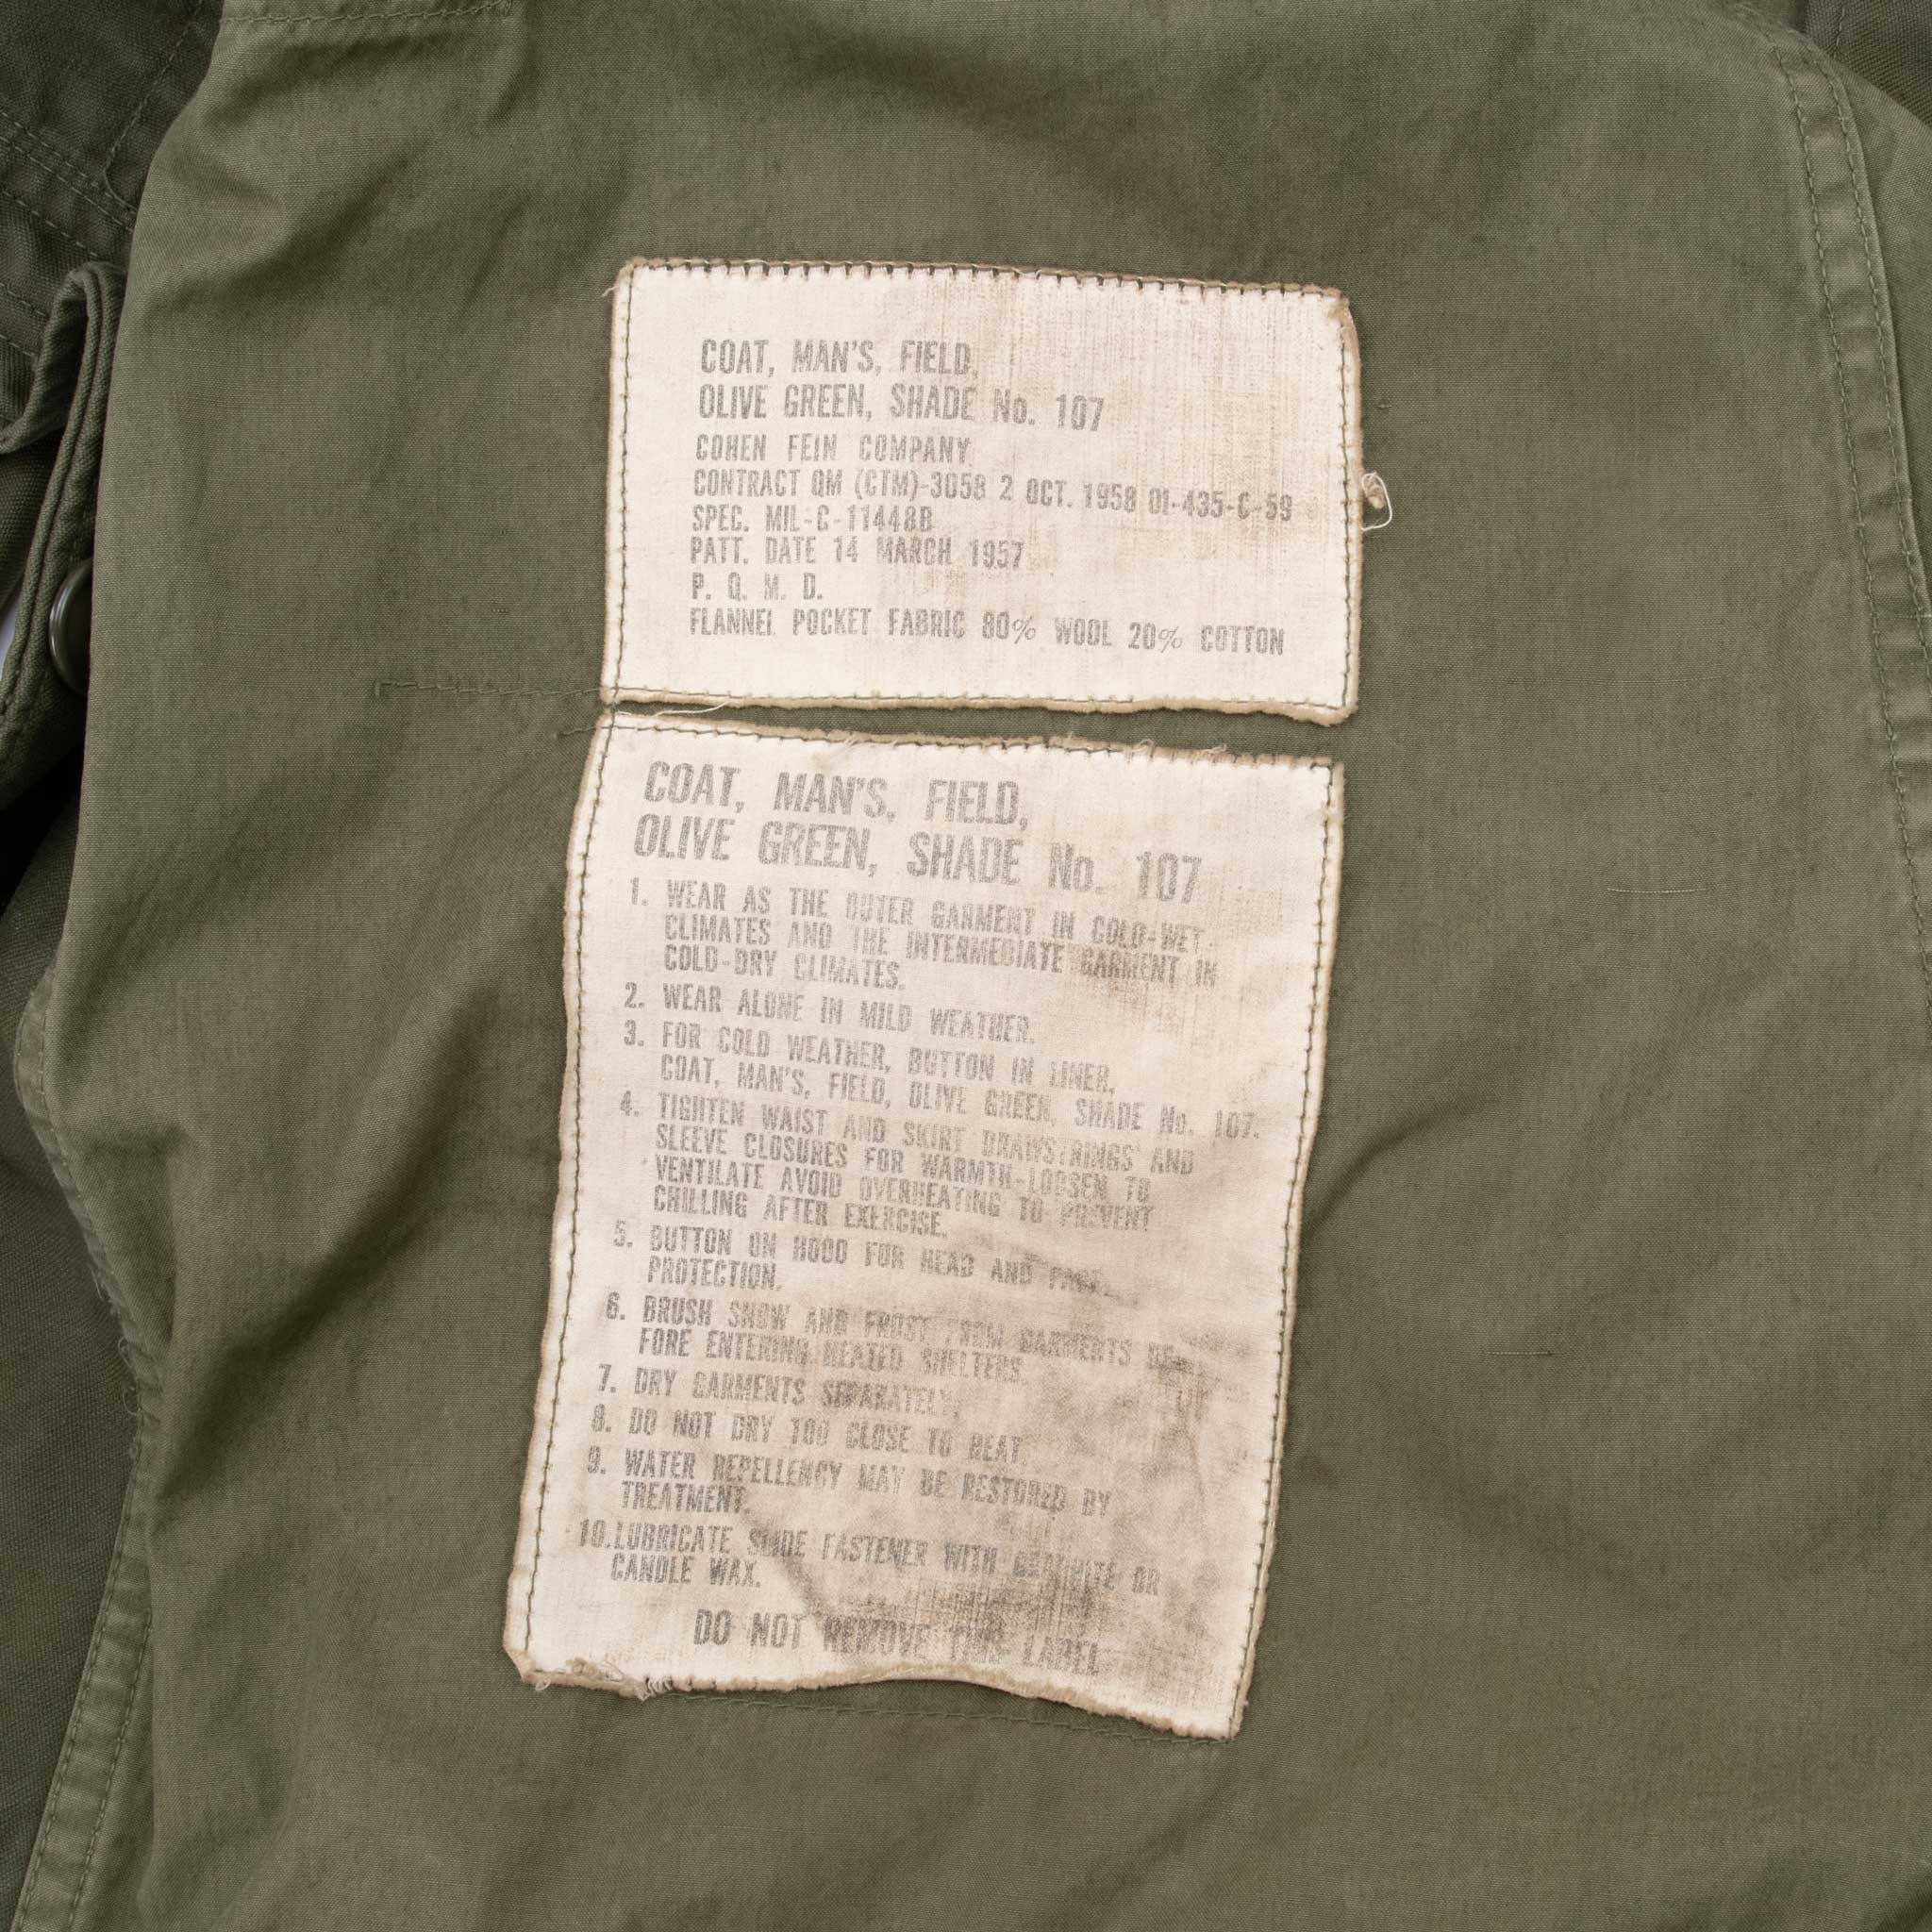 COAT, MAN'S, FIELD,
OLIVE GREEN, SHADE No. 107
COHEN FEIN COMPANY
CONTRACT QM (CTM)-3058 2 OCT. 1958 OI-435-C-59
SPEC. MIL-C-11448B
PATT. DATE 14 MARCH 1957
P. Q. M. D.
FLANNEL POCKET FABRIC 80% WOOL 20% COTTON
COAT, MAN'S, FIELD,
OLIVE GREEN, SHADE No. 107
1. WEAR AS THE OUTER GARMENT IN COLD-WET
CLIMATES AND THE INTERMEDIATE GARMENT IN
COLD-DRY CLIMATES.
2. WEAR ALONE IN MILD WEATHER.
3. FOR COLD WEATHER, BUTTON IN LINER,
COAT, MAN'S, FIELD, OLIVE GREEN, SHADE No. 107.
4. TIGHTEN WAIST AND SKIRT DRAWSTRINGS AND
SLEEVE CLOSURES FOR WARMTH-LOOSEN TO
VENTILATE AVOID OVERHEATING TO PREVENT
CHILLING AFTER EXERCISE.
5. BUTTON ON HOOD FOR HEAD AND FACE
PROTECTION.
6. BRUSH SNOW AND FROST FROM GARMENTS BE-
FORE ENTERING HEATED SHELTERS.
7. DRY GARMENTS SEPARATELY.
8. DO NOT DRY TOO CLOSE TO HEAT
9. WATER REPELLENCY MAY BE RESTORED BY
TREATMENT.
10. LUBRICATE SLIDE FASTENER WITH GRAPHITE OR
CANDLE WAX.
DO NOT REMOVE THIS LABEL